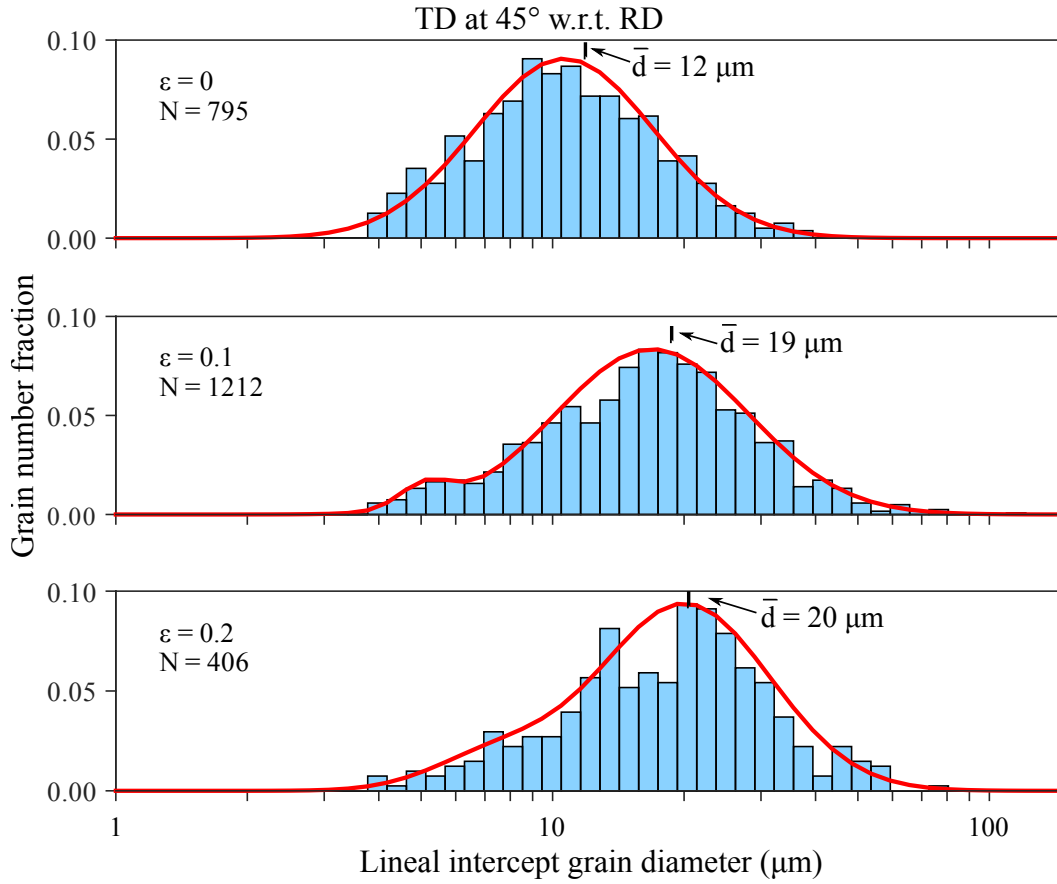 TD at 45° w.r.t. RD
0.10
0.05
0.00
ε = 0
N = 795
d̅ = 12 μm
0.10
0.05
0.00
ε = 0.1
N = 1212
d̅ = 19 μm
0.10
0.05
0.00
ε = 0.2
N = 406
d̅ = 20 μm
Grain number fraction
1 10 100
Lineal intercept grain diameter (μm)